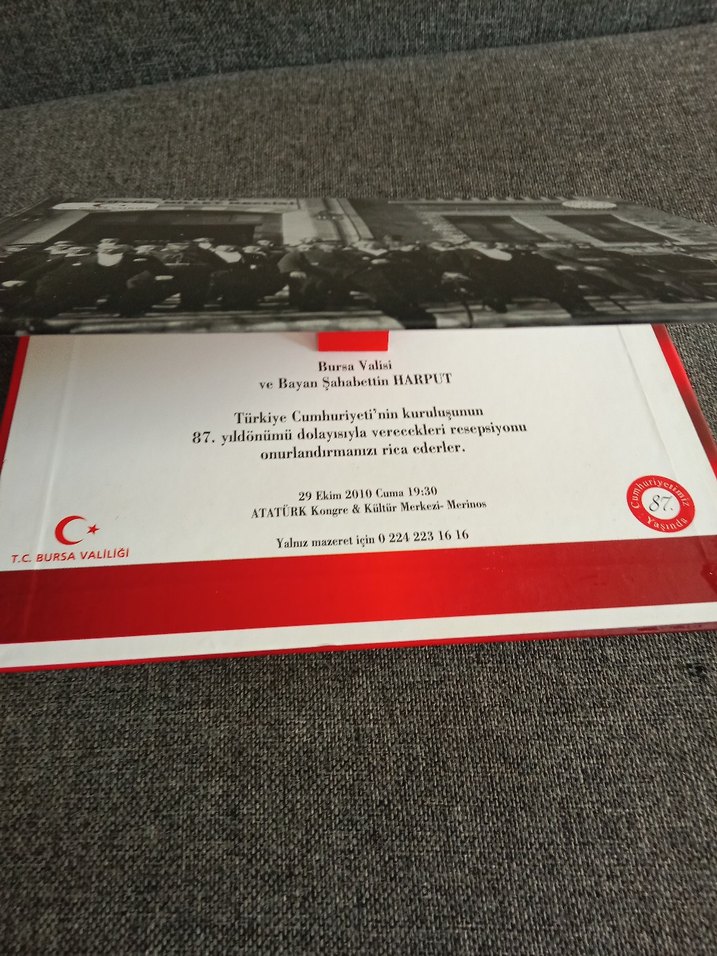 Bursa Valisi
ve Bayan Şahabettin HARPUT
Türkiye Cumhuriyeti'nin kuruluşunun
87. yıldönümü dolayısıyla verecekleri resepsiyonu
onurlandırmanızı rica ederler.
29 Ekim 2010 Cuma 19:30
ATATÜRK Kongre & Kültür Merkezi- Merinos
Yalnız mazeret için 0 224 223 16 16
T.C. BURSA VALİLİĞİ
Cumhuriyetimiz
87.
Yaşında